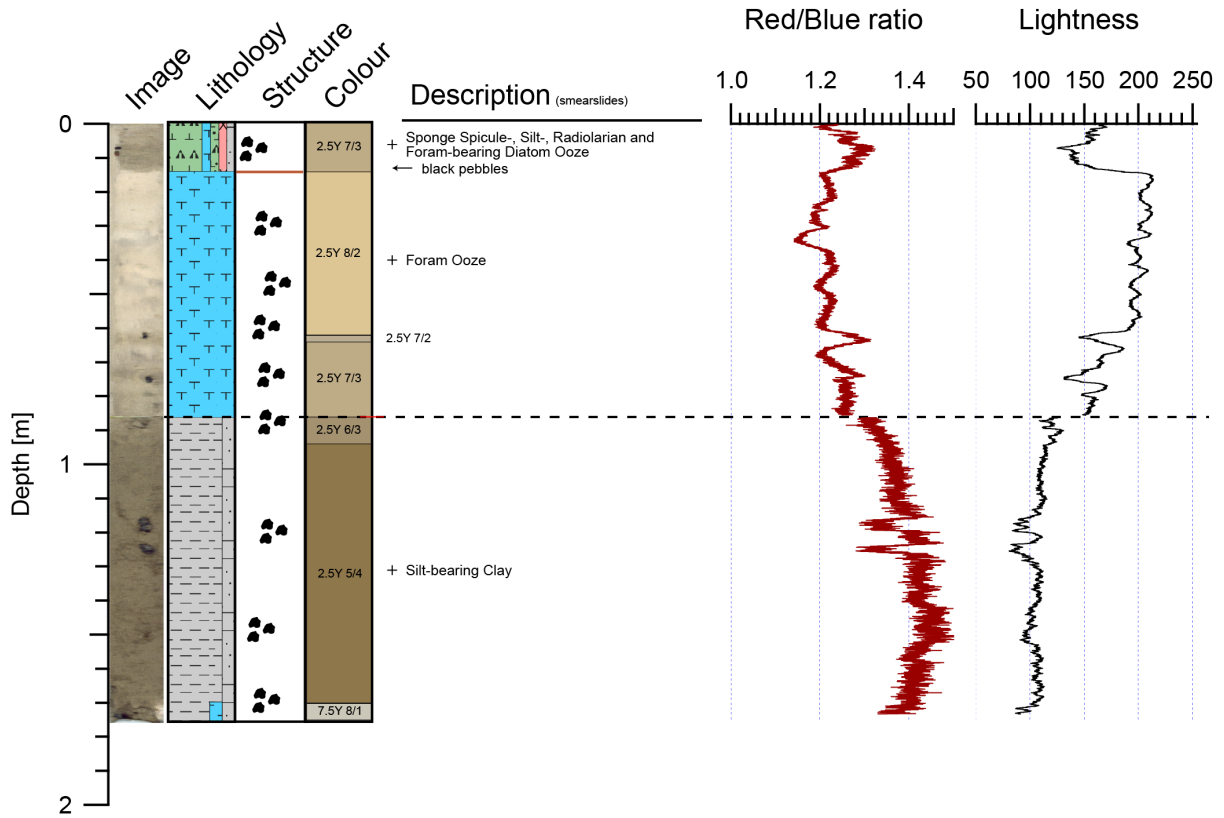 Image
Lithology
Structure
Colour
Description (smearslides)
Red/Blue ratio
Lightness
1.0 1.2 1.4
50 100 150 200 250
0
1
2
Depth [m]
2.5Y 7/3
2.5Y 8/2
2.5Y 7/2
2.5Y 7/3
2.5Y 6/3
2.5Y 5/4
7.5Y 8/1
+ Sponge Spicule-, Silt-, Radiolarian and
Foram-bearing Diatom Ooze
← black pebbles
+ Foram Ooze
+ Silt-bearing Clay